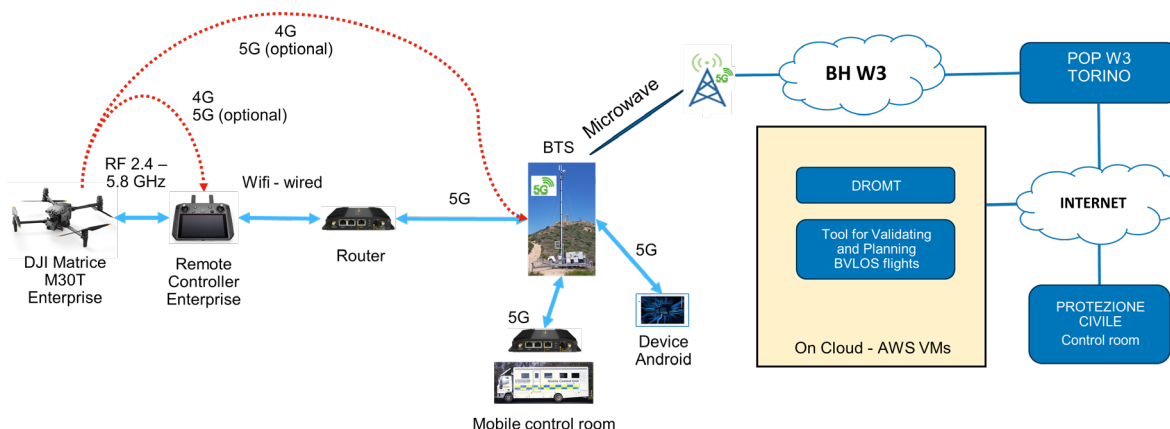 4G
5G (optional)
4G
5G (optional)
RF 2.4 –
5.8 GHz
Wifi - wired
5G
BTS
5G
Microwave
5G
BH W3
POP W3
TORINO
DJI Matrice
M30T
Enterprise
Remote
Controller
Enterprise
Router
5G
5G
Device
Android
Mobile control room
DROMT
Tool for Validating
and Planning
BVLOS flights
On Cloud - AWS VMs
INTERNET
PROTEZIONE
CIVILE
Control room